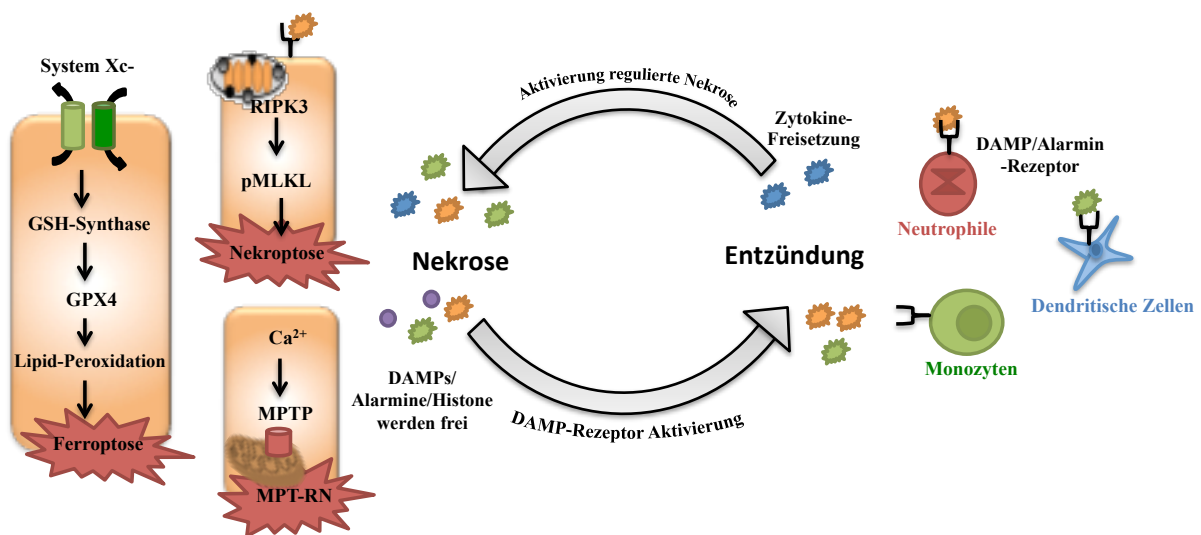 System Xc-
GSH-Synthase
GPX4
Lipid-Peroxidation
Ferroptose
RIPK3
pMLKL
Nekroptose
Ca²⁺
MPTP
MPT-RN
Aktivierung regulierte Nekrose
Zytokine-
Freisetzung
Nekrose
Entzündung
DAMPs/
Alarmine/Histone
werden frei
DAMP-Rezeptor Aktivierung
DAMP/Alarmin
-Rezeptor
Neutrophile
Dendritische Zellen
Monozyten